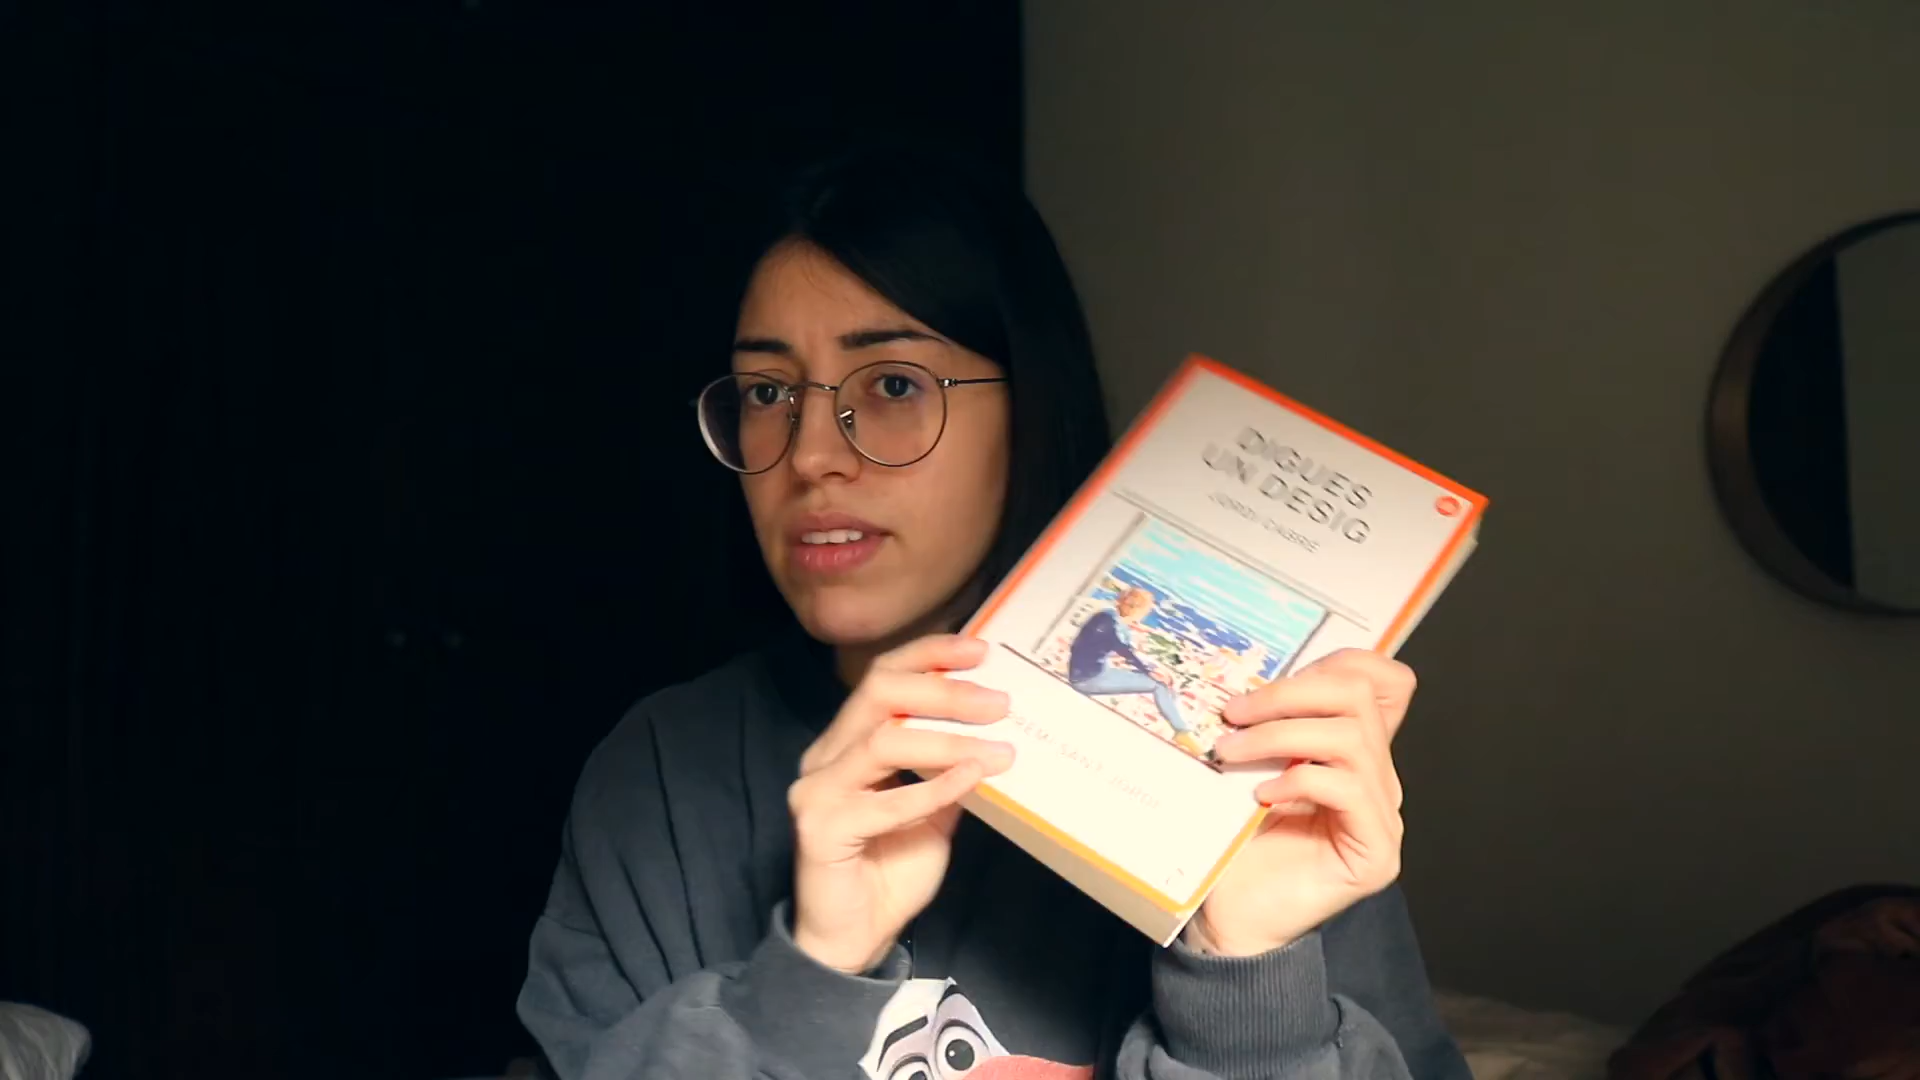 DIGUES
UN DESIG
JORDI CABRÉ
PREMI SANT JORDI